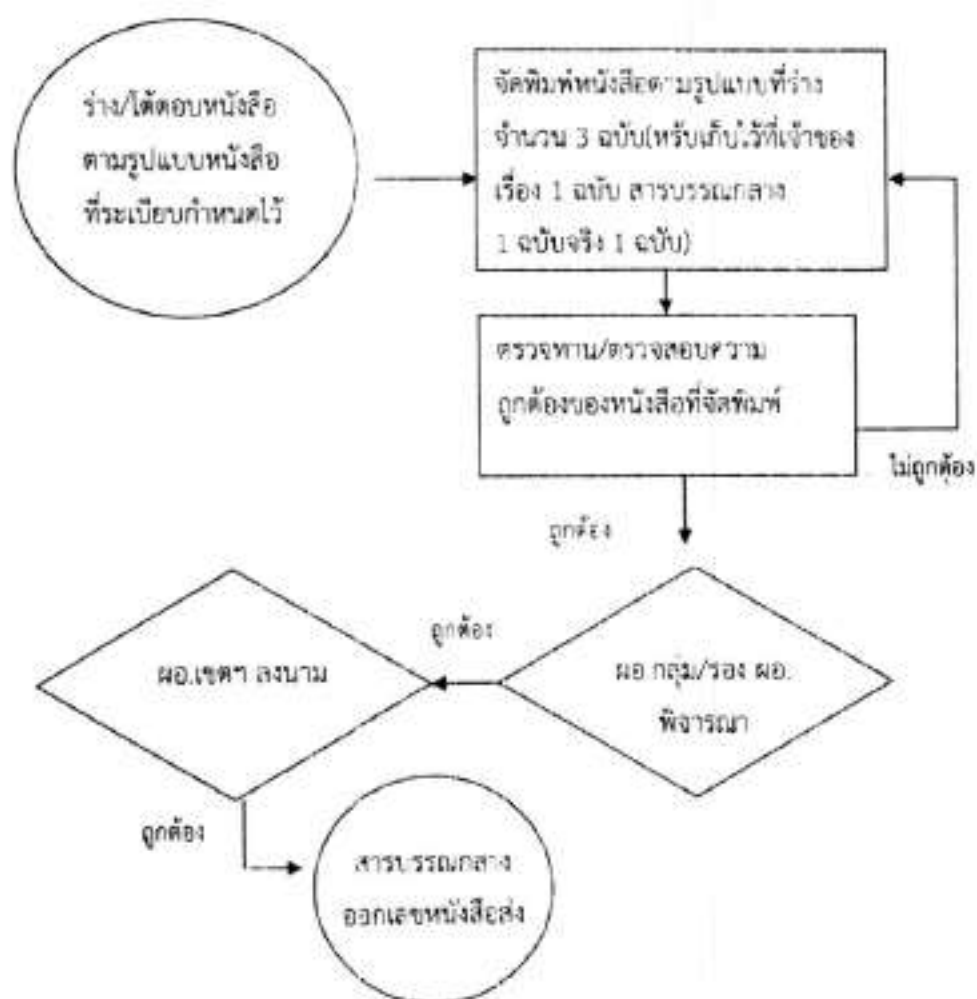 ร่าง/โต้ตอบหนังสือ
ตามรูปแบบหนังสือ
ที่ระเบียบกำหนดไว้
จัดพิมพ์หนังสือตามรูปแบบที่ร่าง
จำนวน 3 ฉบับ(หรับเก็บไว้ที่เจ้าของ
เรื่อง 1 ฉบับ สารบรรณกลาง
1 ฉบับจริง 1 ฉบับ)
ตรวจทาน/ตรวจสอบความ
ถูกต้องของหนังสือที่จัดพิมพ์
ไม่ถูกต้อง
ถูกต้อง
ผอ.กลุ่ม/รอง ผอ.
พิจารณา
ถูกต้อง
ผอ.เขตฯ ลงนาม
ถูกต้อง
สารบรรณกลาง
ออกเลขหนังสือส่ง